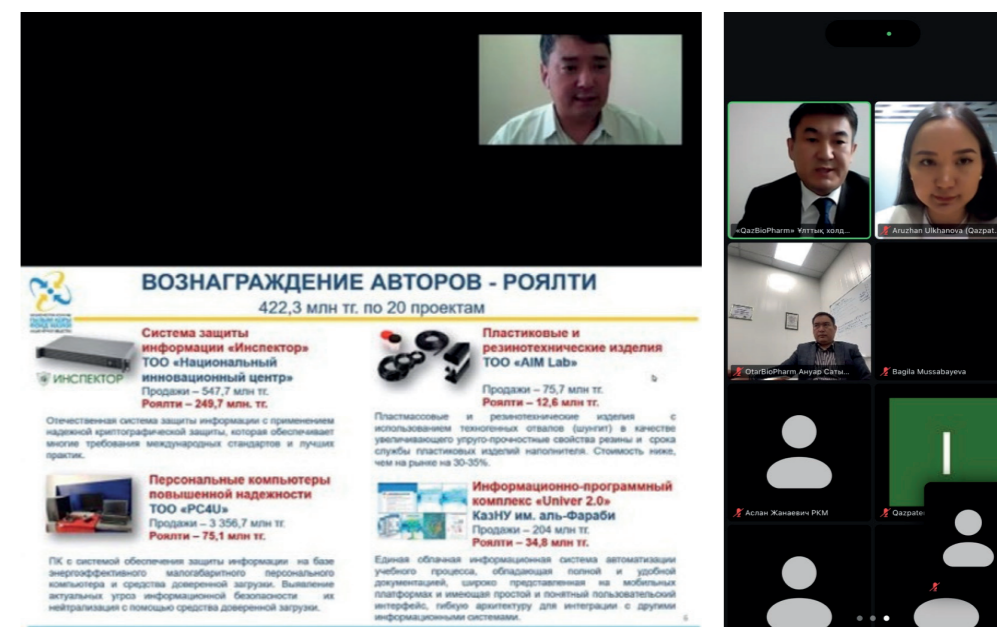 ВОЗНАГРАЖДЕНИЕ АВТОРОВ - РОЯЛТИ
422,3 млн тг. по 20 проектам
ИНСПЕКТОР
Система защиты
информации «Инспектор»
ТОО «Национальный
инновационный центр»
Продажи – 547,7 млн тг.
Роялти – 249,7 млн. тг.
Отечественная система защиты информации с применением
надежной криптографической защиты, которая обеспечивает
многие требования международных стандартов и лучших
практик.
Персональные компьютеры
повышенной надежности
ТОО «PC4U»
Продажи – 3 356,7 млн тг.
Роялти – 75,1 млн тг.
ПК с системой обеспечения защиты информации на базе
энергоэффективного малогабаритного персонального
компьютера и средства доверенной загрузки. Выявление
актуальных угроз информационной безопасности их
нейтрализация с помощью средства доверенной загрузки.
Пластиковые и
резинотехнические изделия
ТОО «AIM Lab»
Продажи – 75,7 млн тг.
Роялти – 12,6 млн тг.
Пластмассовые и резинотехнические изделия с
использованием техногенных отвалов (шунгит) в качестве
увеличивающего упруго-прочностные свойства резины и срока
службы пластиковых изделий наполнителя. Стоимость ниже,
чем на рынке на 30-35%.
Информационно-программный
комплекс «Univer 2.0»
КазНУ им. аль-Фараби
Продажи – 204 млн тг.
Роялти – 34,8 млн тг.
Единая облачная информационная система автоматизации
учебного процесса, обладающая полной и удобной
документацией, широко представленная на мобильных
платформах и имеющая простой и понятный пользовательский
интерфейс, гибкую архитектуру для интеграции с другими
информационными системами.
6
«QazBioPharm» Ұлттық холд...
Aruzhan Ulkhanova (Qazpat...
OtarBioPharm Ануар Саты...
Bagila Mussabayeva
Аслан Жанаевич РКМ
Qazpate